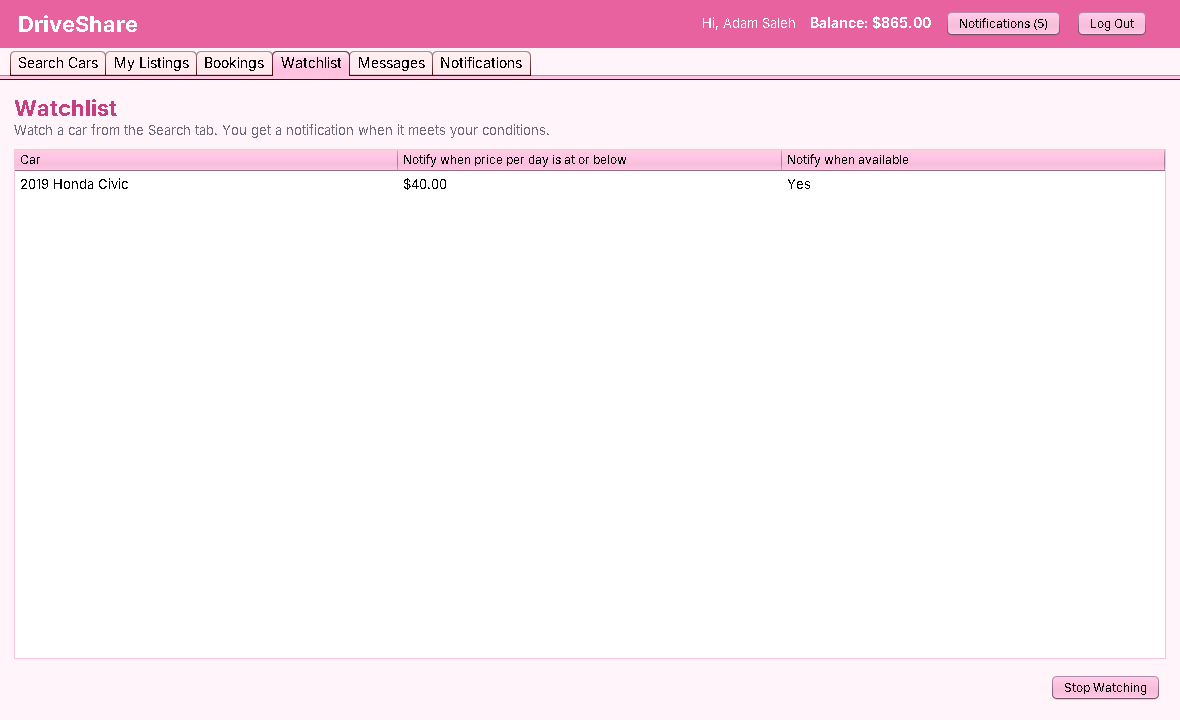 DriveShare
Hi, Adam Saleh Balance: $865.00 Notifications (5) Log Out
Search Cars My Listings Bookings Watchlist Messages Notifications
Watchlist
Watch a car from the Search tab. You get a notification when it meets your conditions.
Car Notify when price per day is at or below Notify when available
2019 Honda Civic $40.00 Yes
Stop Watching